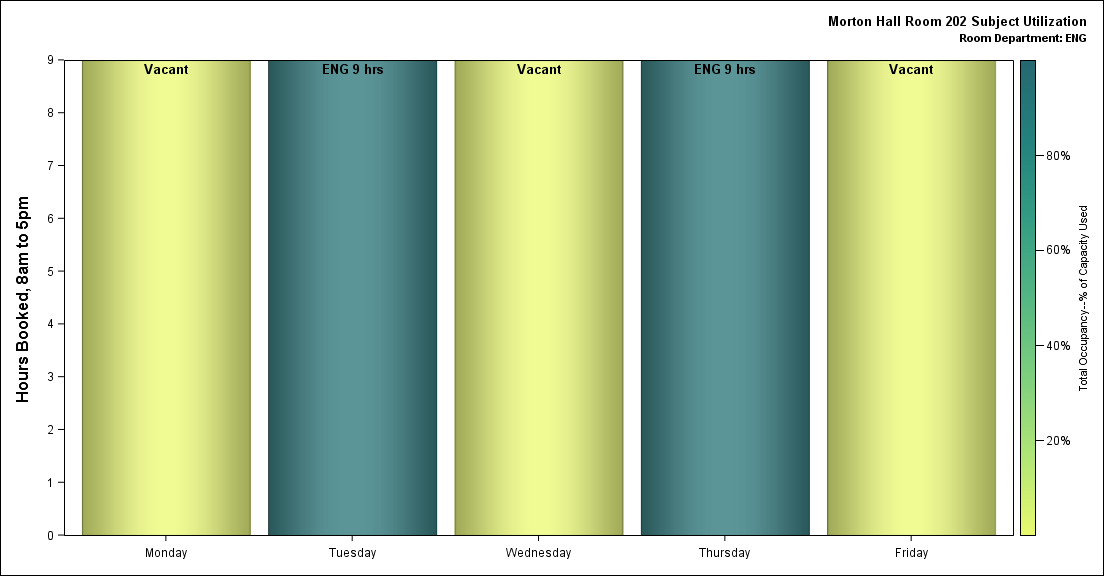 Morton Hall Room 202 Subject Utilization
Room Department: ENG
Hours Booked, 8am to 5pm
9
8
7
6
5
4
3
2
1
0
Vacant
ENG 9 hrs
Vacant
ENG 9 hrs
Vacant
Monday
Tuesday
Wednesday
Thursday
Friday
80%
60%
40%
20%
Total Occupancy--% of Capacity Used